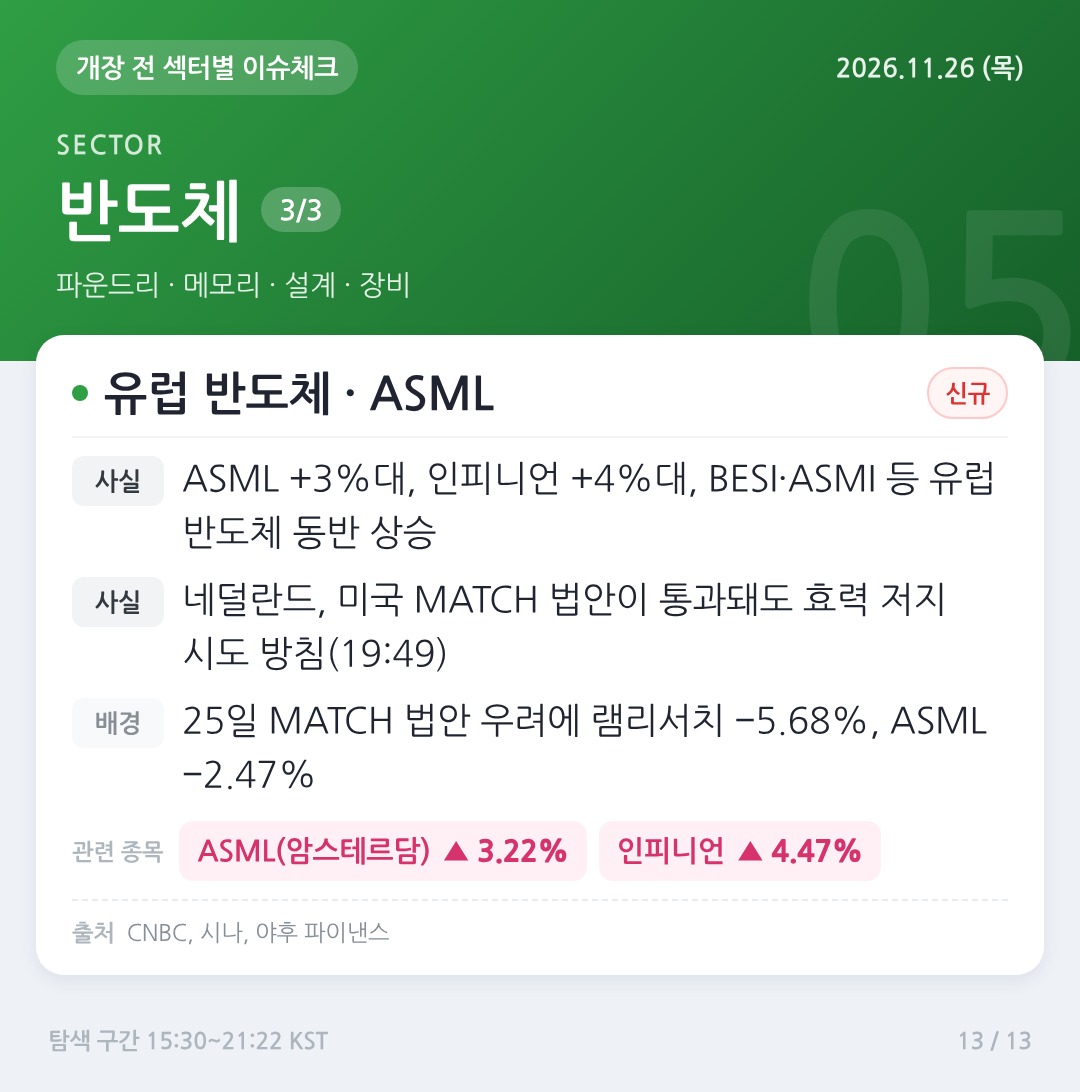 개장 전 섹터별 이슈체크
2026.11.26 (목)
SECTOR
반도체 3/3
파운드리 · 메모리 · 설계 · 장비
05
유럽 반도체 · ASML
신규
사실 ASML +3%대, 인피니언 +4%대, BESI·ASMI 등 유럽
반도체 동반 상승
사실 네덜란드, 미국 MATCH 법안이 통과돼도 효력 저지
시도 방침(19:49)
배경 25일 MATCH 법안 우려에 램리서치 −5.68%, ASML
−2.47%
관련 종목 ASML(암스테르담) ▲ 3.22% 인피니언 ▲ 4.47%
출처 CNBC, 시나, 야후 파이낸스
탐색 구간 15:30~21:22 KST
13 / 13